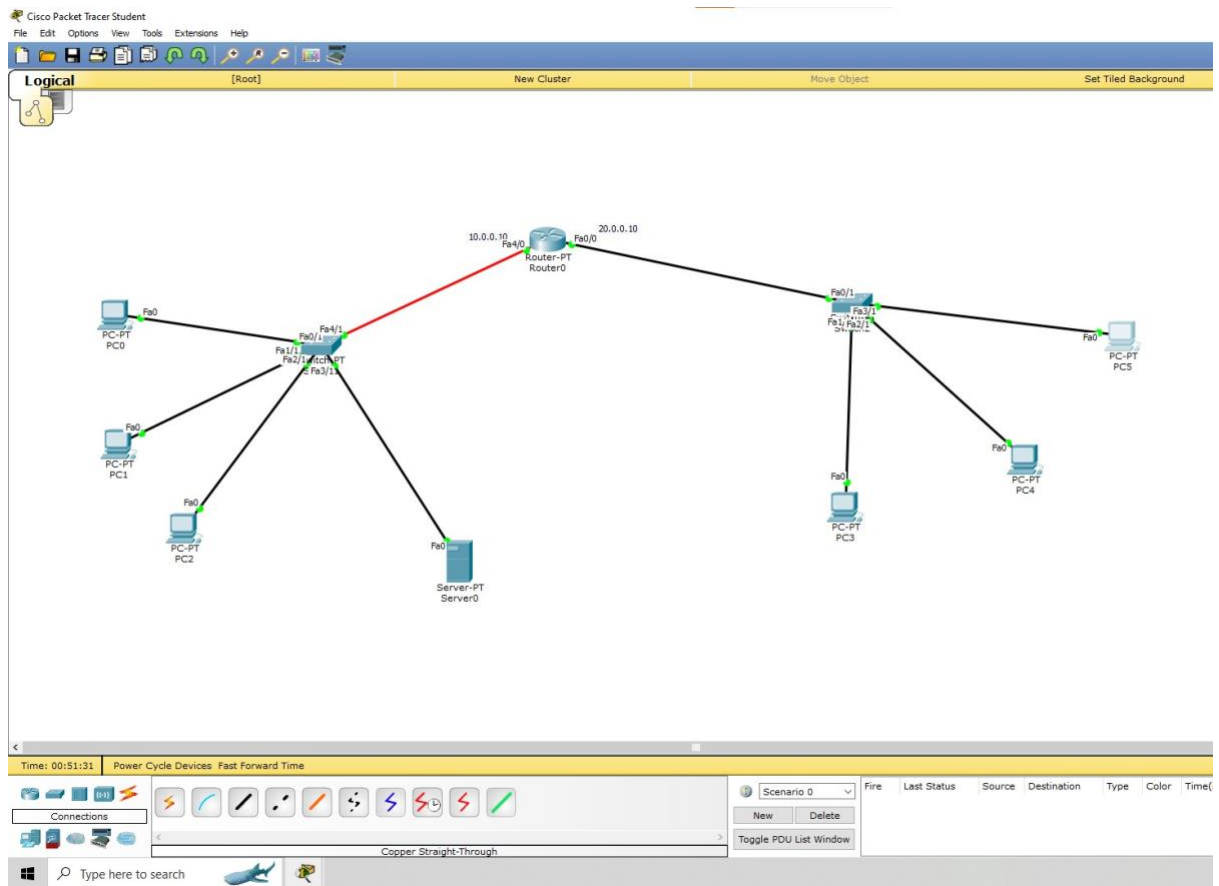 Cisco Packet Tracer Student
File Edit Options View Tools Extensions Help
Logical [Root] New Cluster Move Object Set Tiled Background
10.0.0.10 Fa4/0 Fa0/0 20.0.0.10
Router-PT
Router0
Fa0
PC-PT
PC0
Fa4/1
Fa0/1
Fa1/1
Fa2/1
Fa3/1
Fa0
PC-PT
PC1
Fa0
PC-PT
PC2
Fa0
Server-PT
Server0
Fa0/1
Fa3/1
Fa2/1
Fa0
PC-PT
PC5
Fa0
PC-PT
PC4
Fa0
PC-PT
PC3
Time: 00:51:31 Power Cycle Devices Fast Forward Time
Connections
Copper Straight-Through
Scenario 0
New Delete
Toggle PDU List Window
Fire Last Status Source Destination Type Color Time(
Type here to search